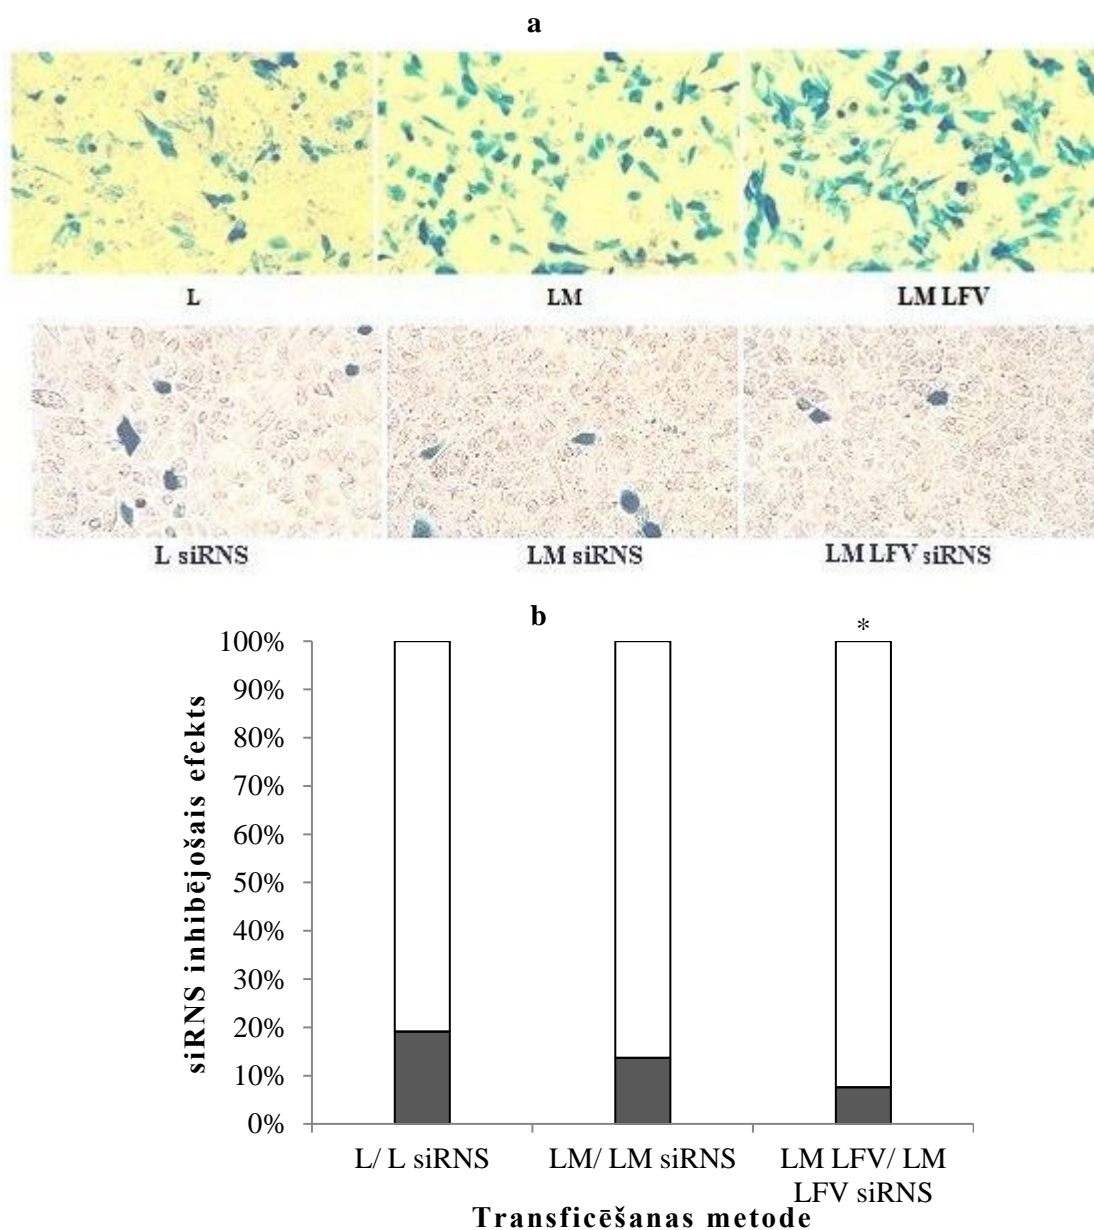 a
L LM LM LFV
L siRNS LM siRNS LM LFV siRNS
b
*
100%
90%
80%
70%
60%
50%
40%
30%
20%
10%
0%
siRNS inhibējošais efekts
L/ L siRNS LM/ LM siRNS LM LFV/ LM
LFV siRNS
Transficēšanas metode